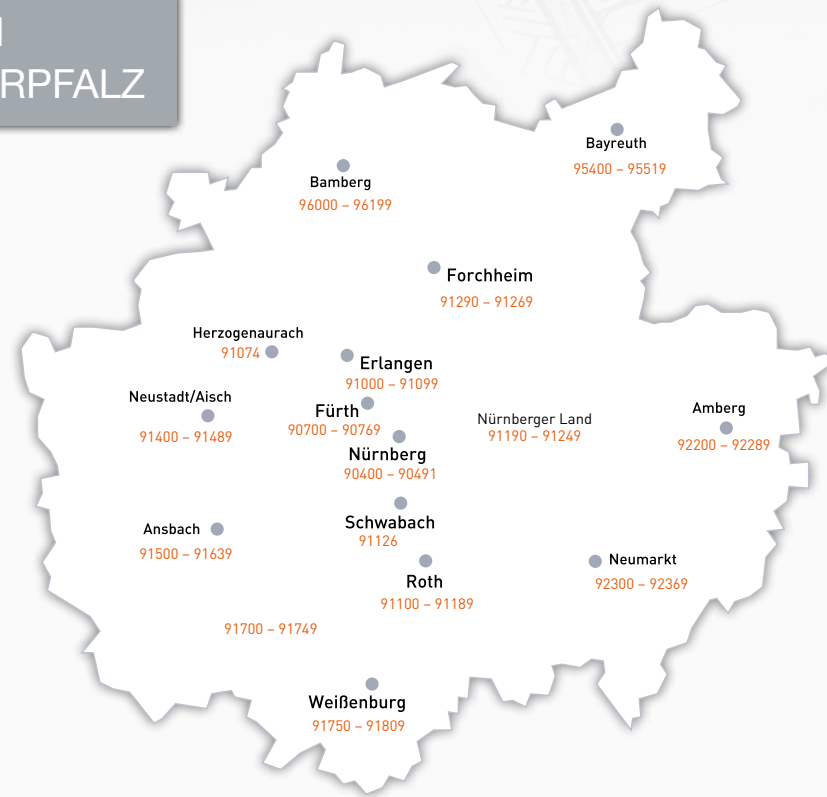 RPFALZ
Bayreuth
95400 – 95519
Bamberg
96000 – 96199
Forchheim
91290 – 91269
Herzogenaurach
91074
Erlangen
91000 – 91099
Neustadt/Aisch
91400 – 91489
Fürth
90700 – 90769
Nürnberger Land
91190 – 91249
Amberg
92200 – 92289
Nürnberg
90400 – 90491
Schwabach
91126
Ansbach
91500 – 91639
Neumarkt
92300 – 92369
Roth
91100 – 91189
91700 – 91749
Weißenburg
91750 – 91809